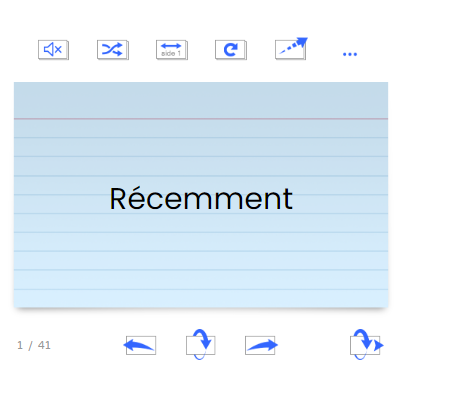 side 1
...
Récemment
1 / 41